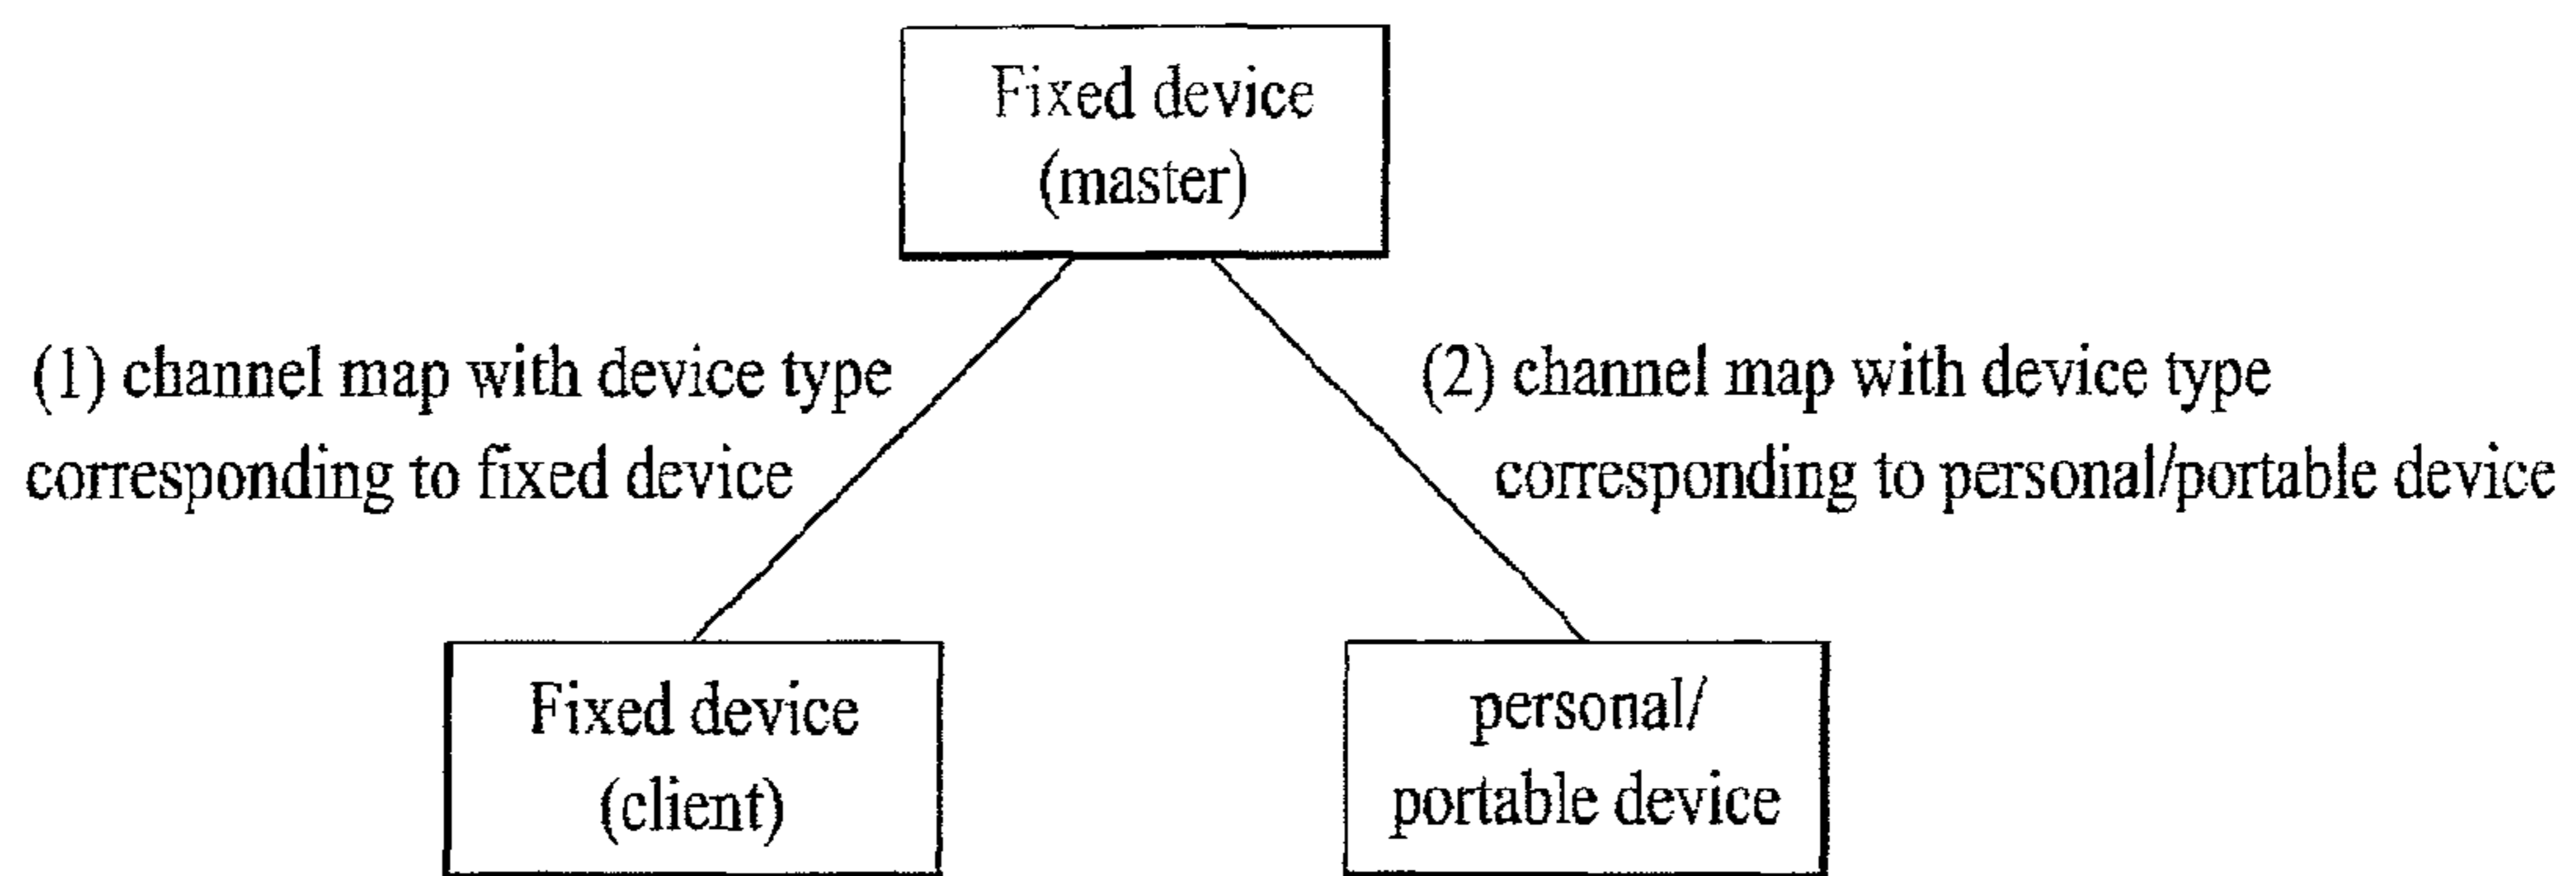 Fixed device
(master)
(1) channel map with device type
corresponding to fixed device
(2) channel map with device type
corresponding to personal/portable device
Fixed device
(client)
personal/
portable device